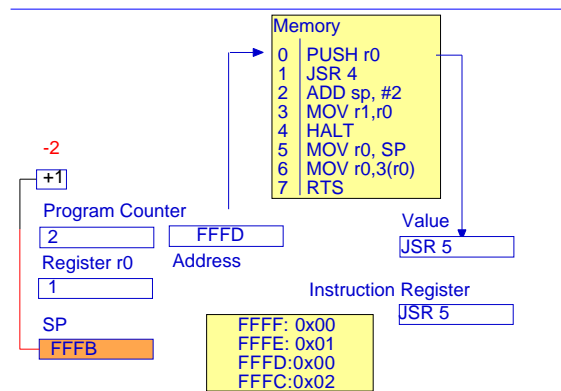 Memory
0 PUSH r0
1 JSR 4
2 ADD sp, #2
3 MOV r1,r0
4 HALT
5 MOV r0, SP
6 MOV r0,3(r0)
7 RTS
-2
+1
Program Counter
2
FFFD
Address
Value
JSR 5
Register r0
1
Instruction Register
JSR 5
SP
FFFB
FFFF: 0x00
FFFE: 0x01
FFFD:0x00
FFFC:0x02